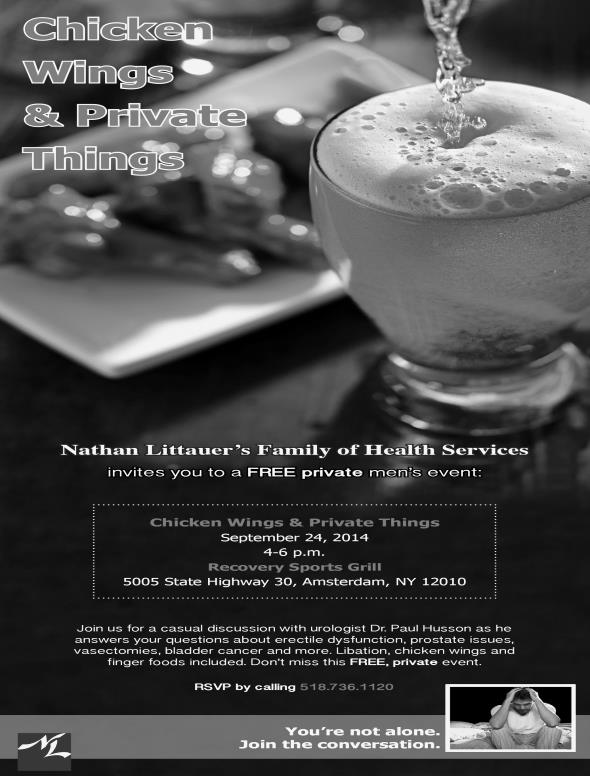 Chicken
Wings
& Private
Things
Nathan Littauer's Family of Health Services
invites you to a FREE private men's event:
Chicken Wings & Private Things
September 24, 2014
4-6 p.m.
Recovery Sports Grill
5005 State Highway 30, Amsterdam, NY 12010
Join us for a casual discussion with urologist Dr. Paul Husson as he
answers your questions about erectile dysfunction, prostate issues,
vasectomies, bladder cancer and more. Libation, chicken wings and
finger foods included. Don't miss this FREE, private event.
RSVP by calling 518.736.1120
You're not alone.
Join the conversation.
NL